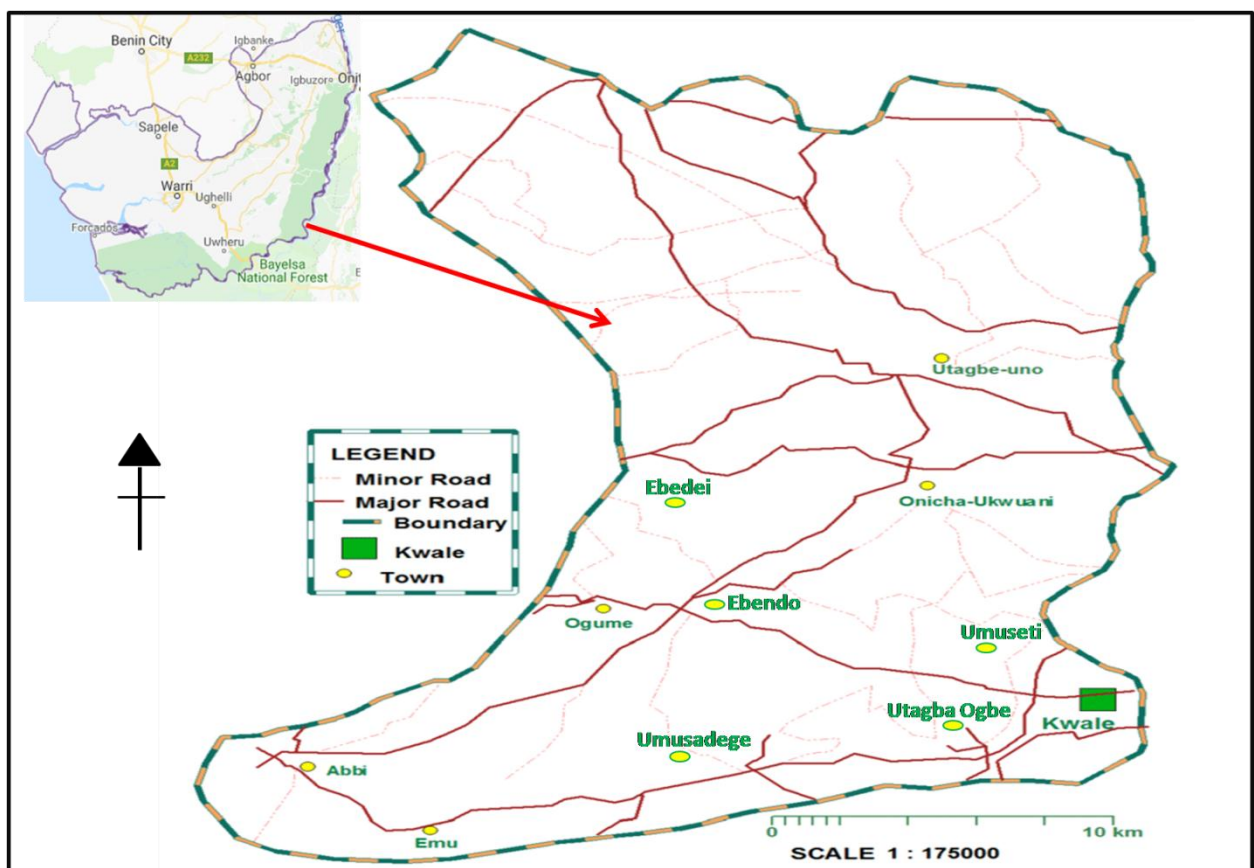 ger
Benin City
Igbanke
A232
Agbor
Igbuzor
Onit
Sapele
A2
Warri
Ughelli
Forcados
Uwheru
Bayelsa
National Forest
E
Utagbe-uno
LEGEND
Minor Road
Major Road
Boundary
Kwale
Town
Ebedei
Onicha-Ukwuani
Ebendo
Ogume
Umuseti
Utagba Ogbe
Kwale
Umusadege
Abbi
Emu
0 10 km
SCALE 1 : 175000